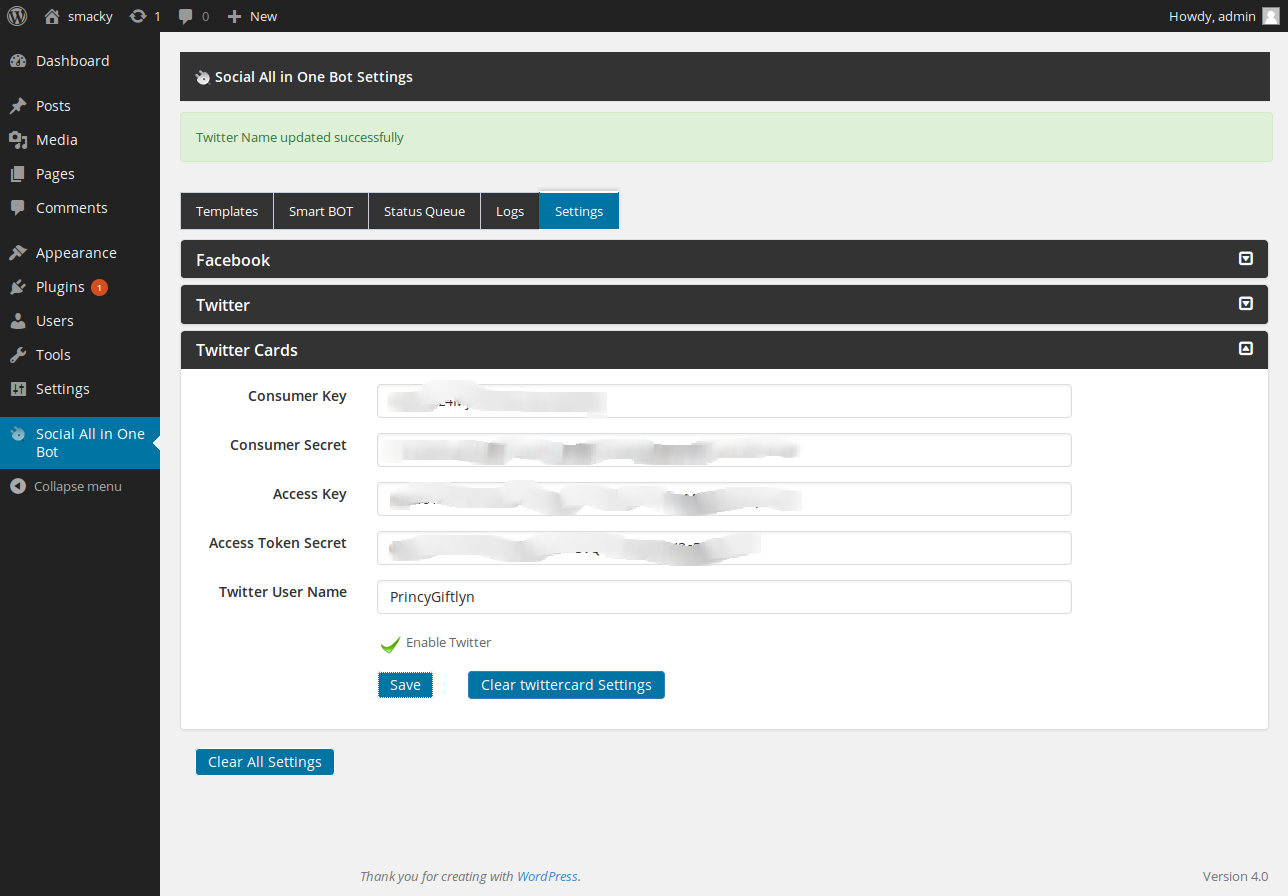 smacky 1 0 New Howdy, admin
Dashboard
Posts
Media
Pages
Comments
Appearance
Plugins 1
Users
Tools
Settings
Social All in One
Bot
Collapse menu
Social All in One Bot Settings
Twitter Name updated successfully
Templates Smart BOT Status Queue Logs Settings
Facebook
Twitter
Twitter Cards
Consumer Key
Consumer Secret
Access Key
Access Token Secret
Twitter User Name PrincyGiftlyn
Enable Twitter
Save Clear twittercard Settings
Clear All Settings
Thank you for creating with WordPress. Version 4.0